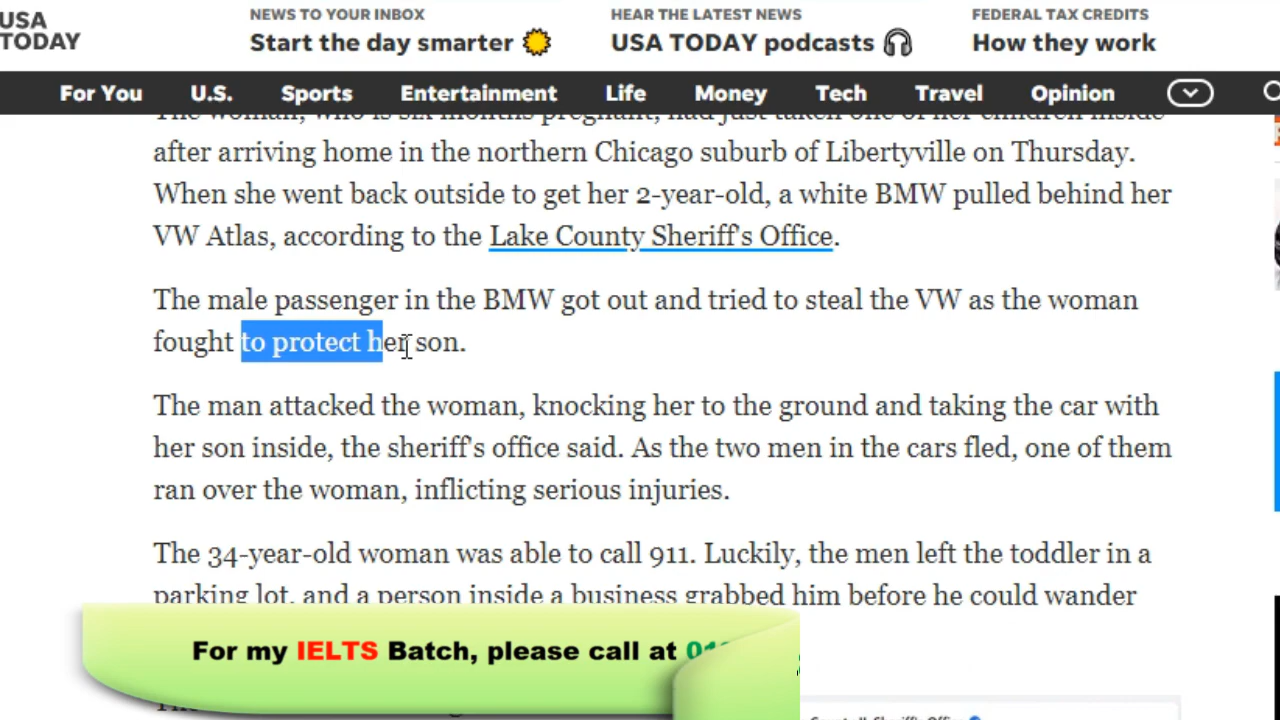 USA
TODAY
NEWS TO YOUR INBOX
Start the day smarter
HEAR THE LATEST NEWS
USA TODAY podcasts
FEDERAL TAX CREDITS
How they work
For You U.S. Sports Entertainment Life Money Tech Travel Opinion
The woman, who is six months pregnant, had just taken one of her children inside
after arriving home in the northern Chicago suburb of Libertyville on Thursday.
When she went back outside to get her 2-year-old, a white BMW pulled behind her
VW Atlas, according to the Lake County Sheriff's Office.
The male passenger in the BMW got out and tried to steal the VW as the woman
fought to protect her son.
The man attacked the woman, knocking her to the ground and taking the car with
her son inside, the sheriff's office said. As the two men in the cars fled, one of them
ran over the woman, inflicting serious injuries.
The 34-year-old woman was able to call 911. Luckily, the men left the toddler in a
parking lot, and a person inside a business grabbed him before he could wander
For my IELTS Batch, please call at